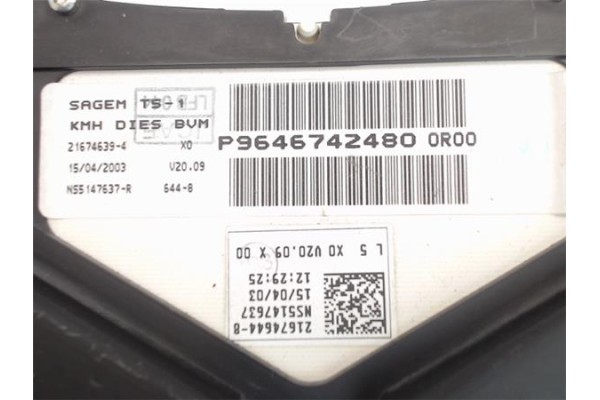 SAGEM TS-1
KMH DIES BVM
21674639-4 X0
15/04/2003 V20.09
NS5147637-R 644-8
P9646742480 0R00
21674644-8
NS5147637
15/04/03
12:29:25
L 5 X0 V20.09 X 00